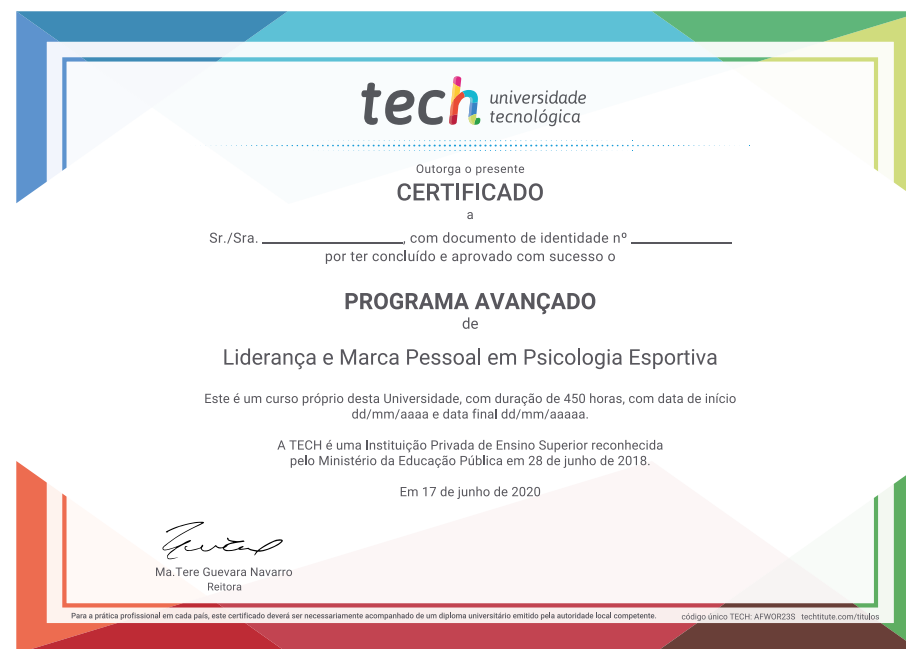 tech universidade
tecnológica
Outorga o presente
CERTIFICADO
a
Sr./Sra. ________________, com documento de identidade nº ____________
por ter concluído e aprovado com sucesso o
PROGRAMA AVANÇADO
de
Liderança e Marca Pessoal em Psicologia Esportiva
Este é um curso próprio desta Universidade, com duração de 450 horas, com data de início
dd/mm/aaaa e data final dd/mm/aaaaa.
A TECH é uma Instituição Privada de Ensino Superior reconhecida
pelo Ministério da Educação Pública em 28 de junho de 2018.
Em 17 de junho de 2020
Ma.Tere Guevara Navarro
Reitora
Para a prática profissional em cada país, este certificado deverá ser necessariamente acompanhado de um diploma universitário emitido pela autoridade local competente. código único TECH: AFWOR23S techtitute.com/titulos